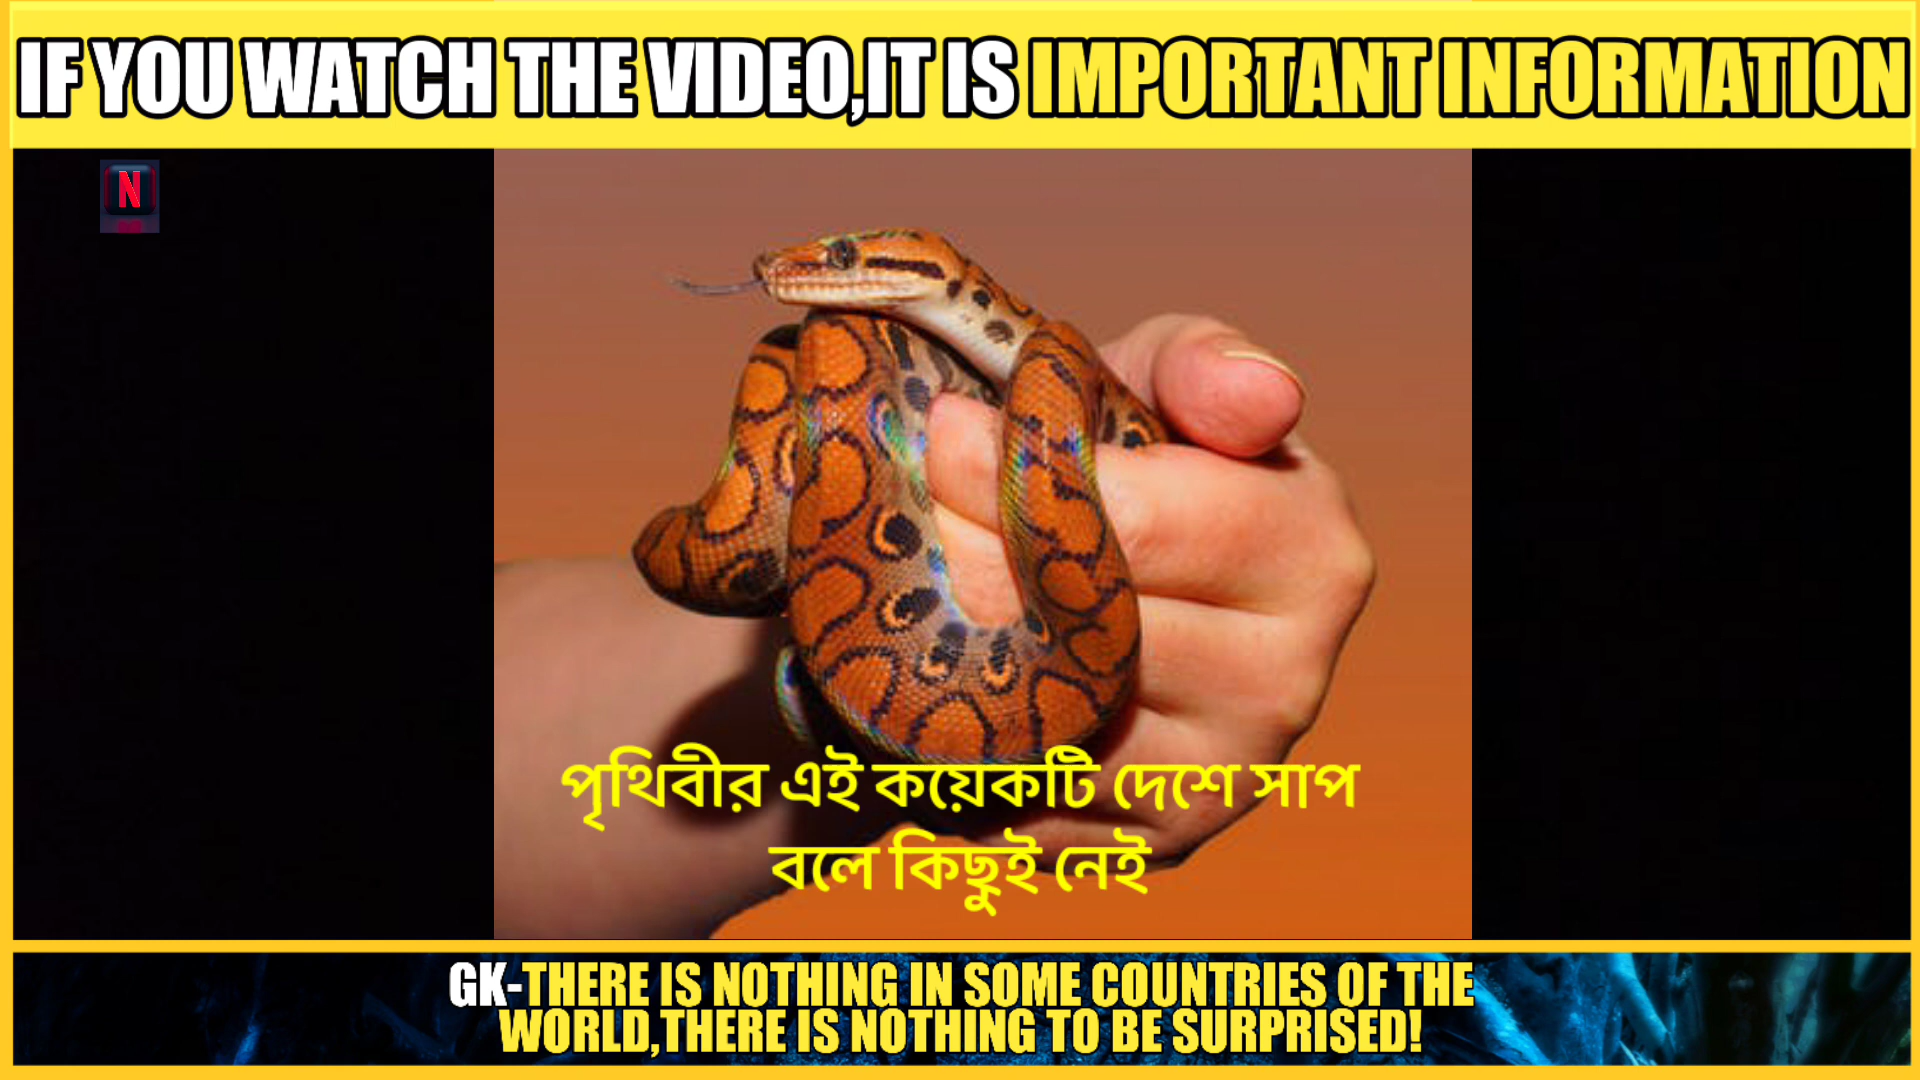 IF YOU WATCH THE VIDEO,IT IS IMPORTANT INFORMATION
N
পৃথিবীর এই কয়েকটি দেশে সাপ
বলে কিছুই নেই
GK-THERE IS NOTHING IN SOME COUNTRIES OF THE
WORLD,THERE IS NOTHING TO BE SURPRISED!